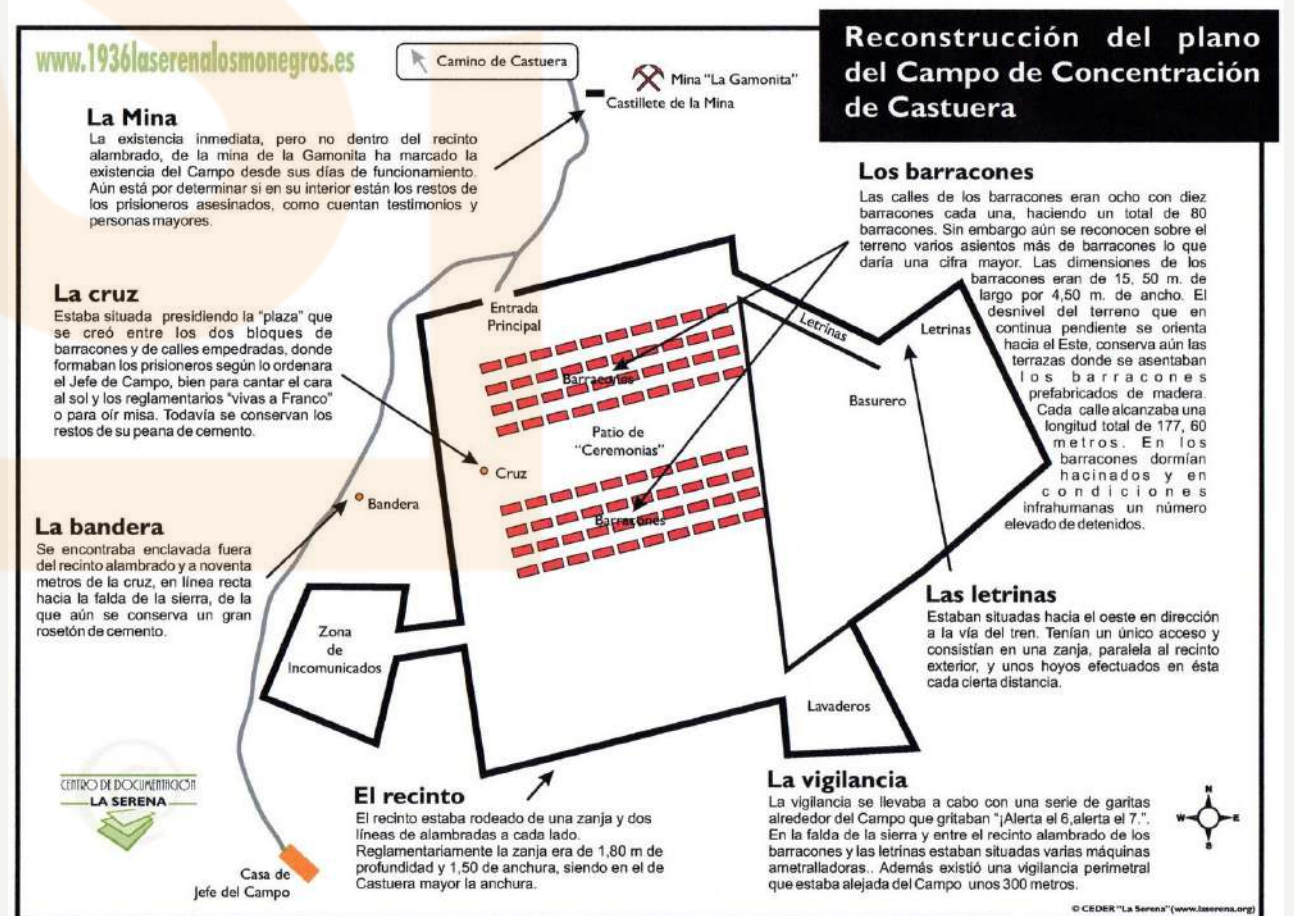 www.1936laserenalosmonegros.es
Camino de Castuera
Mina "La Gamonita"
Castillete de la Mina
Reconstrucción del plano
del Campo de Concentración
de Castuera
La Mina
La existencia inmediata, pero no dentro del recinto
alambrado, de la mina de la Gamonita ha marcado la
existencia del Campo desde sus días de funcionamiento.
Aún está por determinar si en su interior están los restos de
los prisioneros asesinados, como cuentan testimonios y
personas mayores.
Los barracones
Las calles de los barracones eran ocho con diez
barracones cada una, haciendo un total de 80
barracones. Sin embargo aún se reconocen sobre el
terreno varios asientos más de barracones lo que
daría una cifra mayor. Las dimensiones de los
barracones eran de 15, 50 m. de
largo por 4,50 m. de ancho. El
desnivel del terreno que en
continua pendiente se orienta
hacia el Este, conserva aún las
terrazas donde se asentaban
los barracones
prefabricados de madera.
Cada calle alcanzaba una
longitud total de 177, 60
metros. En los
barracones dormían
hacinados y en
condiciones
infrahumanas un número
elevado de detenidos.
La cruz
Estaba situada presidiendo la "plaza" que
se creó entre los dos bloques de
barracones y de calles empedradas, donde
formaban los prisioneros según lo ordenara
el Jefe de Campo, bien para cantar el cara
al sol y los reglamentarios "vivas a Franco"
o para oír misa. Todavía se conservan los
restos de su peana de cemento.
Entrada
Principal
Letrinas
Letrinas
Barracones
Basurero
Patio de
"Ceremonias"
Cruz
Bandera
Barracones
La bandera
Se encontraba enclavada fuera
del recinto alambrado y a noventa
metros de la cruz, en línea recta
hacia la falda de la sierra, de la
que aún se conserva un gran
rosetón de cemento.
Zona
de
Incomunicados
Las letrinas
Estaban situadas hacia el oeste en dirección
a la vía del tren. Tenían un único acceso y
consistían en una zanja, paralela al recinto
exterior, y unos hoyos efectuados en ésta
cada cierta distancia.
Lavaderos
CENTRO DE DOCUMENTACIÓN
LA SERENA
El recinto
El recinto estaba rodeado de una zanja y dos
líneas de alambradas a cada lado.
Reglamentariamente la zanja era de 1,80 m de
profundidad y 1,50 de anchura, siendo en el de
Castuera mayor la anchura.
La vigilancia
La vigilancia se llevaba a cabo con una serie de garitas
alrededor del Campo que gritaban "¡Alerta el 6,alerta el 7.".
En la falda de la sierra y entre el recinto alambrado de los
barracones y las letrinas estaban situadas varias máquinas
ametralladoras.. Además existió una vigilancia perimetral
que estaba alejada del Campo unos 300 metros.
N
W
E
S
Casa de
Jefe del Campo
© CEDER "La Serena" (www.laserena.org)